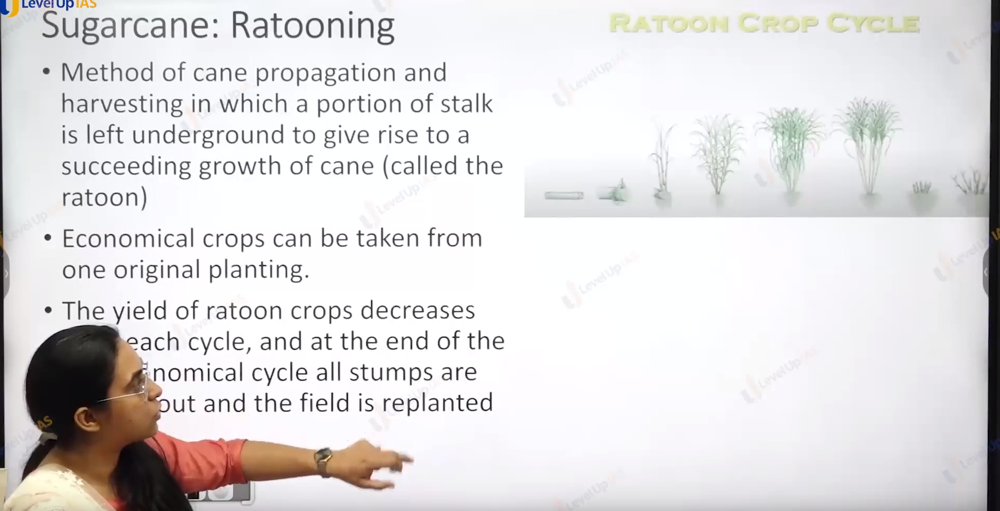 LevelUp IAS
Sugarcane: Ratooning
RATOON CROP CYCLE
• Method of cane propagation and
harvesting in which a portion of stalk
is left underground to give rise to a
succeeding growth of cane (called the
ratoon)
• Economical crops can be taken from
one original planting.
• The yield of ratoon crops decreases
each cycle, and at the end of the
nomical cycle all stumps are
out and the field is replanted